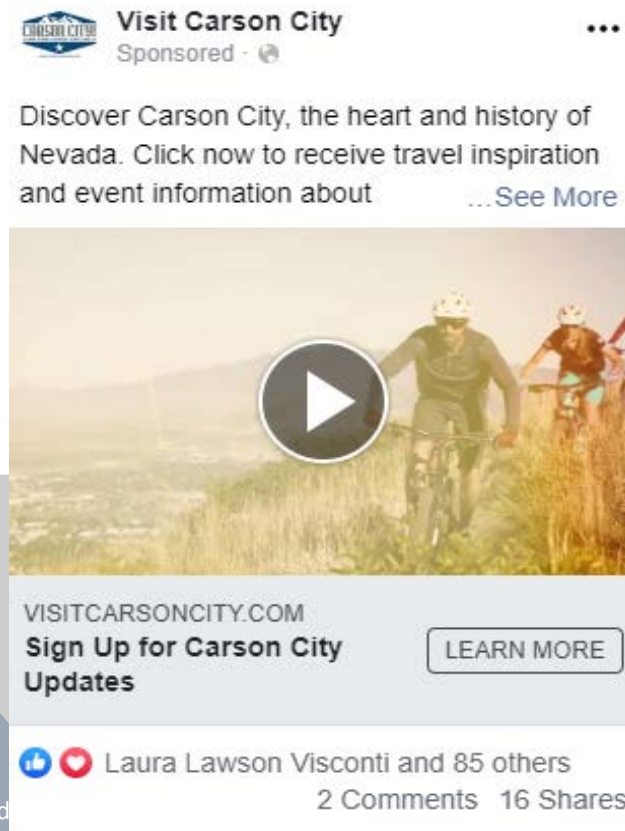 CARSON CITY
Visit Carson City
Sponsored ·
Discover Carson City, the heart and history of
Nevada. Click now to receive travel inspiration
and event information about ...See More
VISITCARSONCITY.COM
Sign Up for Carson City
Updates
LEARN MORE
Laura Lawson Visconti and 85 others
2 Comments 16 Shares
d